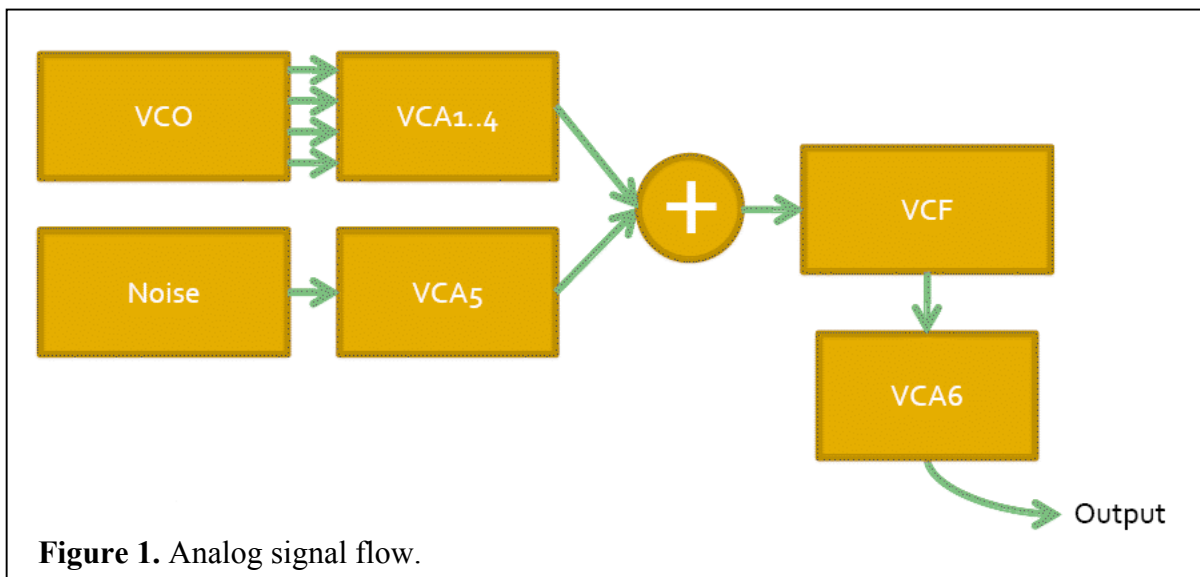 VCO
VCA1..4
Noise
VCA5
+
VCF
VCA6
Output
Figure 1. Analog signal flow.